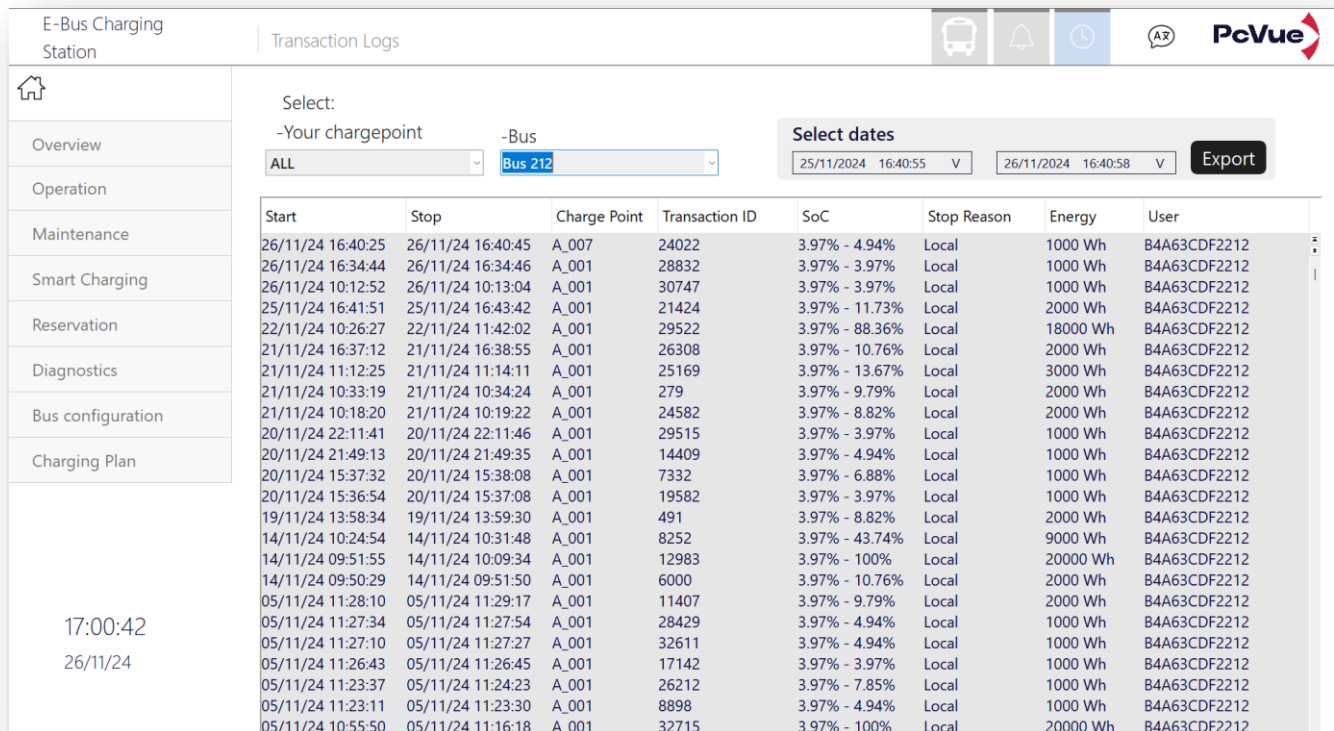 E-Bus Charging
Station
Transaction Logs
PcVue
Overview
Operation
Maintenance
Smart Charging
Reservation
Diagnostics
Bus configuration
Charging Plan
17:00:42
26/11/24
Select:
-Your chargepoint
-Bus
ALL
Bus 212
Select dates
25/11/2024 16:40:55 V
26/11/2024 16:40:58 V
Export
Start Stop Charge Point Transaction ID SoC Stop Reason Energy User
26/11/24 16:40:25 26/11/24 16:40:45 A_007 24022 3.97% - 4.94% Local 1000 Wh B4A63CDF2212
26/11/24 16:34:44 26/11/24 16:34:46 A_001 28832 3.97% - 3.97% Local 1000 Wh B4A63CDF2212
26/11/24 10:12:52 26/11/24 10:13:04 A_001 30747 3.97% - 3.97% Local 1000 Wh B4A63CDF2212
25/11/24 16:41:51 25/11/24 16:43:42 A_001 21424 3.97% - 11.73% Local 2000 Wh B4A63CDF2212
22/11/24 10:26:27 22/11/24 11:42:02 A_001 29522 3.97% - 88.36% Local 18000 Wh B4A63CDF2212
21/11/24 16:37:12 21/11/24 16:38:55 A_001 26308 3.97% - 10.76% Local 2000 Wh B4A63CDF2212
21/11/24 11:12:25 21/11/24 11:14:11 A_001 25169 3.97% - 13.67% Local 3000 Wh B4A63CDF2212
21/11/24 10:33:19 21/11/24 10:34:24 A_001 279 3.97% - 9.79% Local 2000 Wh B4A63CDF2212
21/11/24 10:18:20 21/11/24 10:19:22 A_001 24582 3.97% - 8.82% Local 2000 Wh B4A63CDF2212
20/11/24 22:11:41 20/11/24 22:11:46 A_001 29515 3.97% - 3.97% Local 1000 Wh B4A63CDF2212
20/11/24 21:49:13 20/11/24 21:49:35 A_001 14409 3.97% - 4.94% Local 1000 Wh B4A63CDF2212
20/11/24 15:37:32 20/11/24 15:38:08 A_001 7332 3.97% - 6.88% Local 1000 Wh B4A63CDF2212
20/11/24 15:36:54 20/11/24 15:37:08 A_001 19582 3.97% - 3.97% Local 1000 Wh B4A63CDF2212
19/11/24 13:58:34 19/11/24 13:59:30 A_001 491 3.97% - 8.82% Local 2000 Wh B4A63CDF2212
14/11/24 10:24:54 14/11/24 10:31:48 A_001 8252 3.97% - 43.74% Local 9000 Wh B4A63CDF2212
14/11/24 09:51:55 14/11/24 10:09:34 A_001 12983 3.97% - 100% Local 20000 Wh B4A63CDF2212
14/11/24 09:50:29 14/11/24 09:51:50 A_001 6000 3.97% - 10.76% Local 2000 Wh B4A63CDF2212
05/11/24 11:28:10 05/11/24 11:29:17 A_001 11407 3.97% - 9.79% Local 2000 Wh B4A63CDF2212
05/11/24 11:27:34 05/11/24 11:27:54 A_001 28429 3.97% - 4.94% Local 1000 Wh B4A63CDF2212
05/11/24 11:27:10 05/11/24 11:27:27 A_001 32611 3.97% - 4.94% Local 1000 Wh B4A63CDF2212
05/11/24 11:26:43 05/11/24 11:26:45 A_001 17142 3.97% - 3.97% Local 1000 Wh B4A63CDF2212
05/11/24 11:23:37 05/11/24 11:24:23 A_001 26212 3.97% - 7.85% Local 1000 Wh B4A63CDF2212
05/11/24 11:23:11 05/11/24 11:23:30 A_001 8898 3.97% - 4.94% Local 1000 Wh B4A63CDF2212
05/11/24 10:55:50 05/11/24 11:16:18 A_001 32715 3.97% - 100% Local 20000 Wh B4A63CDF2212